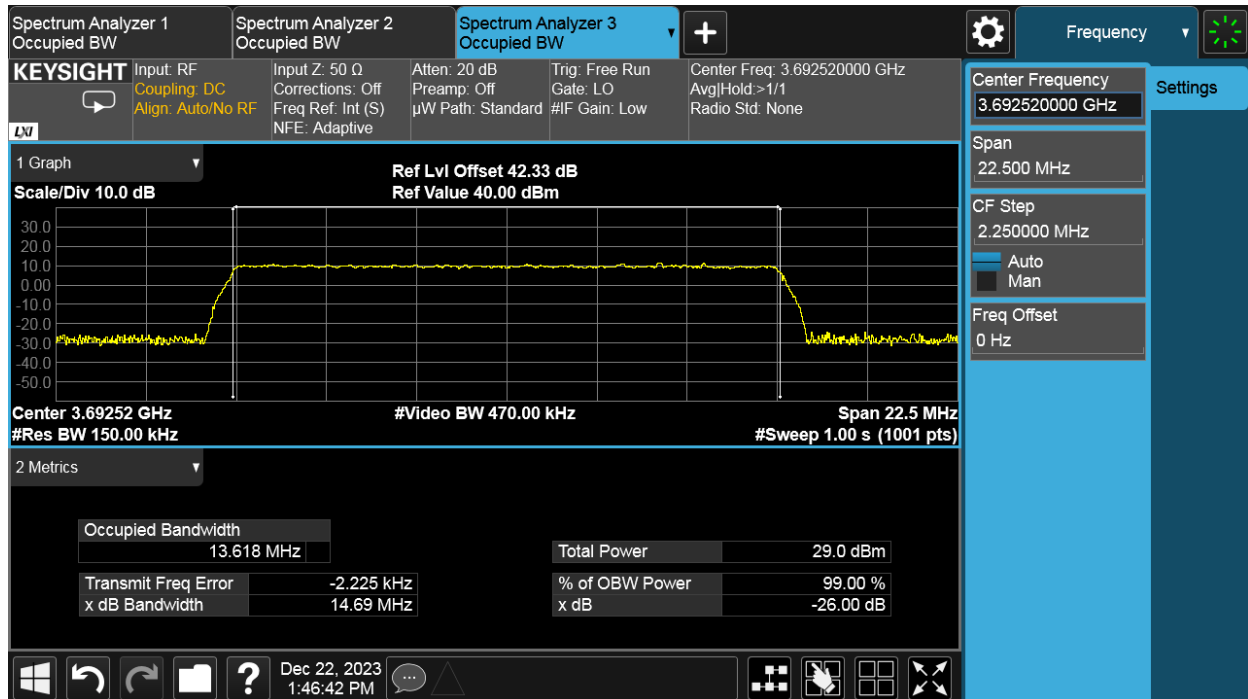 Spectrum Analyzer 1
Occupied BW
Spectrum Analyzer 2
Occupied BW
Spectrum Analyzer 3
Occupied BW
Frequency
KEYSIGHT
LXI
Input: RF
Coupling: DC
Align: Auto/No RF
Input Z: 50 Ω
Corrections: Off
Freq Ref: Int (S)
NFE: Adaptive
Atten: 20 dB
Preamp: Off
µW Path: Standard
Trig: Free Run
Gate: LO
#IF Gain: Low
Center Freq: 3.692520000 GHz
Avg|Hold:>1/1
Radio Std: None
Center Frequency
3.692520000 GHz
Settings
Span
22.500 MHz
CF Step
2.250000 MHz
Auto
Man
Freq Offset
0 Hz
1 Graph
Scale/Div 10.0 dB
Ref Lvl Offset 42.33 dB
Ref Value 40.00 dBm
30.0
20.0
10.0
0.00
-10.0
-20.0
-30.0
-40.0
-50.0
Center 3.69252 GHz
#Res BW 150.00 kHz
#Video BW 470.00 kHz
Span 22.5 MHz
#Sweep 1.00 s (1001 pts)
2 Metrics
Occupied Bandwidth
13.618 MHz
Total Power 29.0 dBm
Transmit Freq Error -2.225 kHz
% of OBW Power 99.00 %
x dB Bandwidth 14.69 MHz
x dB -26.00 dB
?
Dec 22, 2023
1:46:42 PM